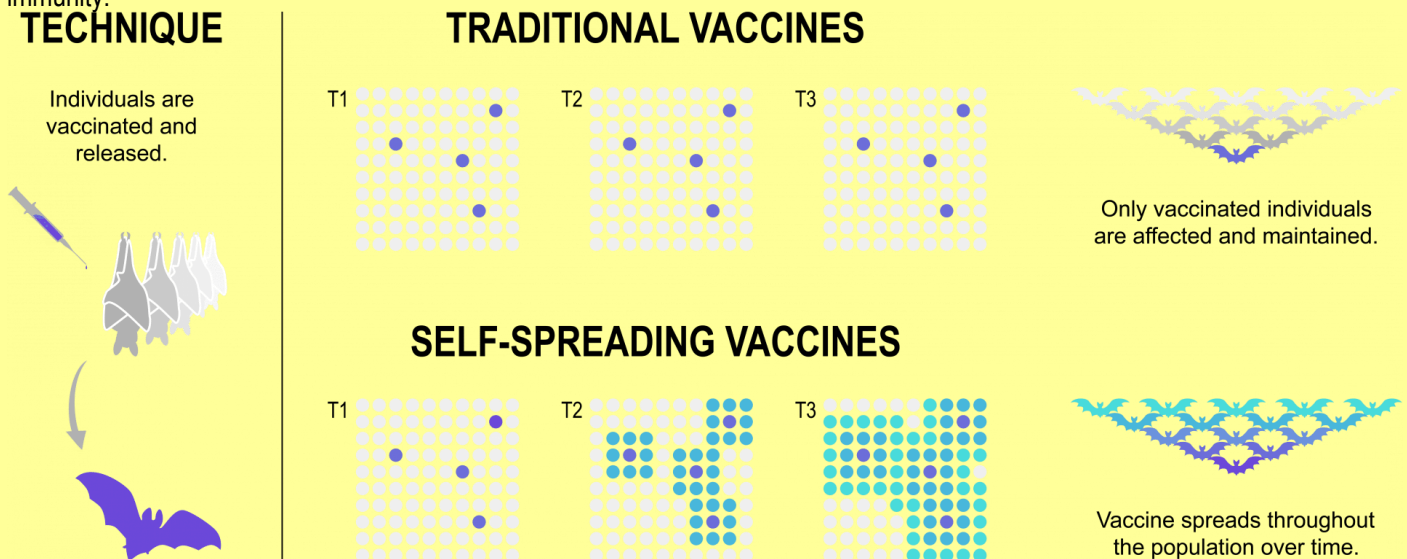 immunity.
TECHNIQUE
Individuals are
vaccinated and
released.
TRADITIONAL VACCINES
T1
T2
T3
Only vaccinated individuals
are affected and maintained.
SELF-SPREADING VACCINES
T1
T2
T3
Vaccine spreads throughout
the population over time.